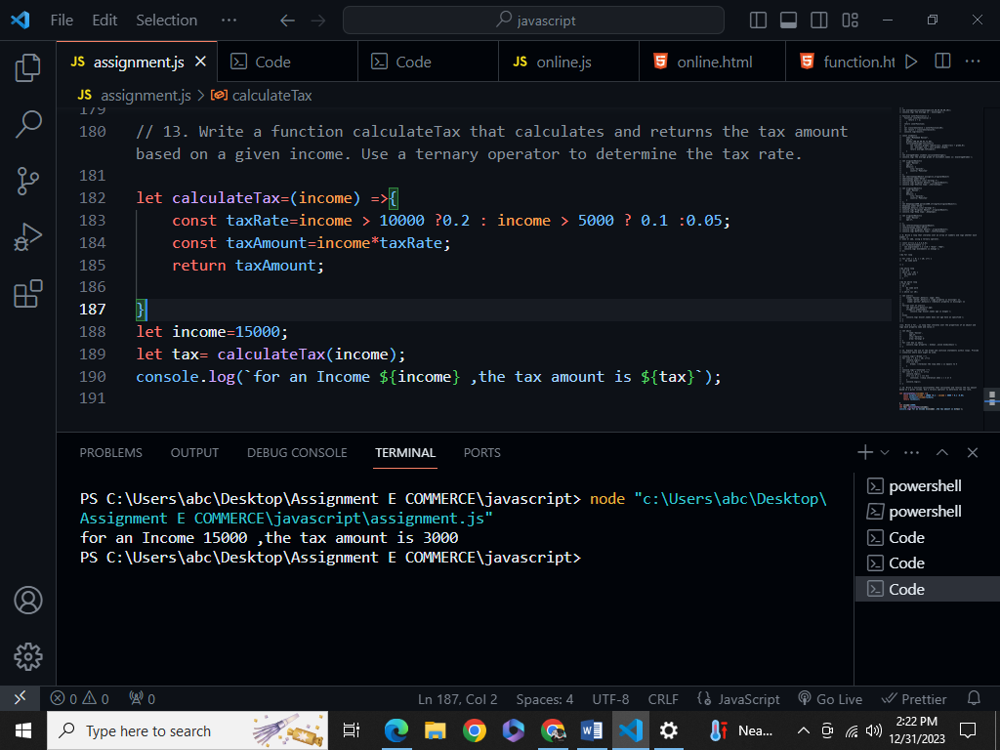 File Edit Selection ··· javascript
JS assignment.js Code Code JS online.js online.html function.ht
JS assignment.js > calculateTax
179
180 // 13. Write a function calculateTax that calculates and returns the tax amount
based on a given income. Use a ternary operator to determine the tax rate.
181
182 let calculateTax=(income) =>{
183 const taxRate=income > 10000 ?0.2 : income > 5000 ? 0.1 :0.05;
184 const taxAmount=income*taxRate;
185 return taxAmount;
186
187 }
188 let income=15000;
189 let tax= calculateTax(income);
190 console.log(`for an Income ${income} ,the tax amount is ${tax}`);
191
PROBLEMS OUTPUT DEBUG CONSOLE TERMINAL PORTS
PS C:\Users\abc\Desktop\Assignment E COMMERCE\javascript> node "c:\Users\abc\Desktop\
Assignment E COMMERCE\javascript\assignment.js"
for an Income 15000 ,the tax amount is 3000
PS C:\Users\abc\Desktop\Assignment E COMMERCE\javascript>
powershell
powershell
Code
Code
Code
0 0 0 Ln 187, Col 2 Spaces: 4 UTF-8 CRLF JavaScript Go Live Prettier
Type here to search Nea... 2:22 PM
12/31/2023